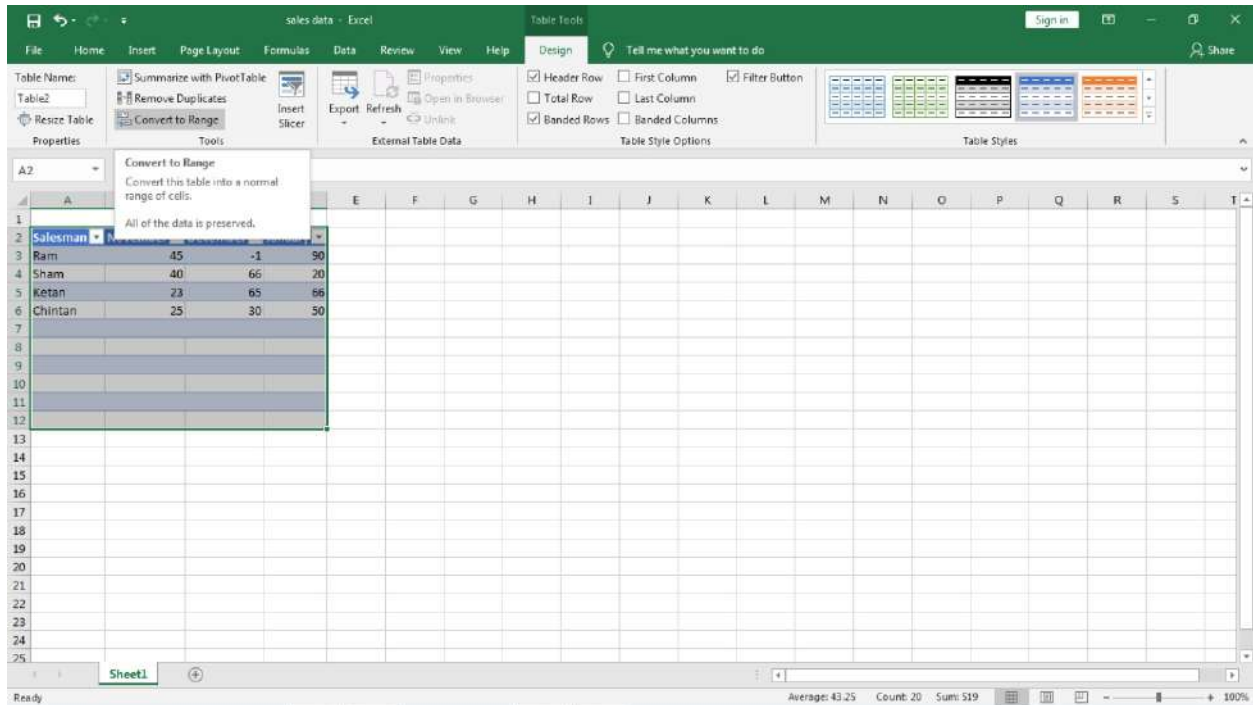 sales data - Excel
Table Tools
Sign in
File Home Insert Page Layout Formulas Data Review View Help Design Tell me what you want to do Share
Table Name:
Table2
Resize Table
Properties
Summarize with PivotTable
Remove Duplicates
Convert to Range
Insert
Slicer
Tools
Export Refresh
Properties
Open in Browser
Unlink
External Table Data
Header Row First Column Filter Button
Total Row Last Column
Banded Rows Banded Columns
Table Style Options
Table Styles
A2
Convert to Range
Convert this table into a normal
range of cells.
All of the data is preserved.
A E F G H I J K L M N O P Q R S T
1
2 Salesman
3 Ram 45 -1 90
4 Sham 40 66 20
5 Ketan 23 65 66
6 Chintan 25 30 50
7
8
9
10
11
12
13
14
15
16
17
18
19
20
21
22
23
24
25
Sheet1
Ready Average: 43.25 Count: 20 Sum: 519 100%